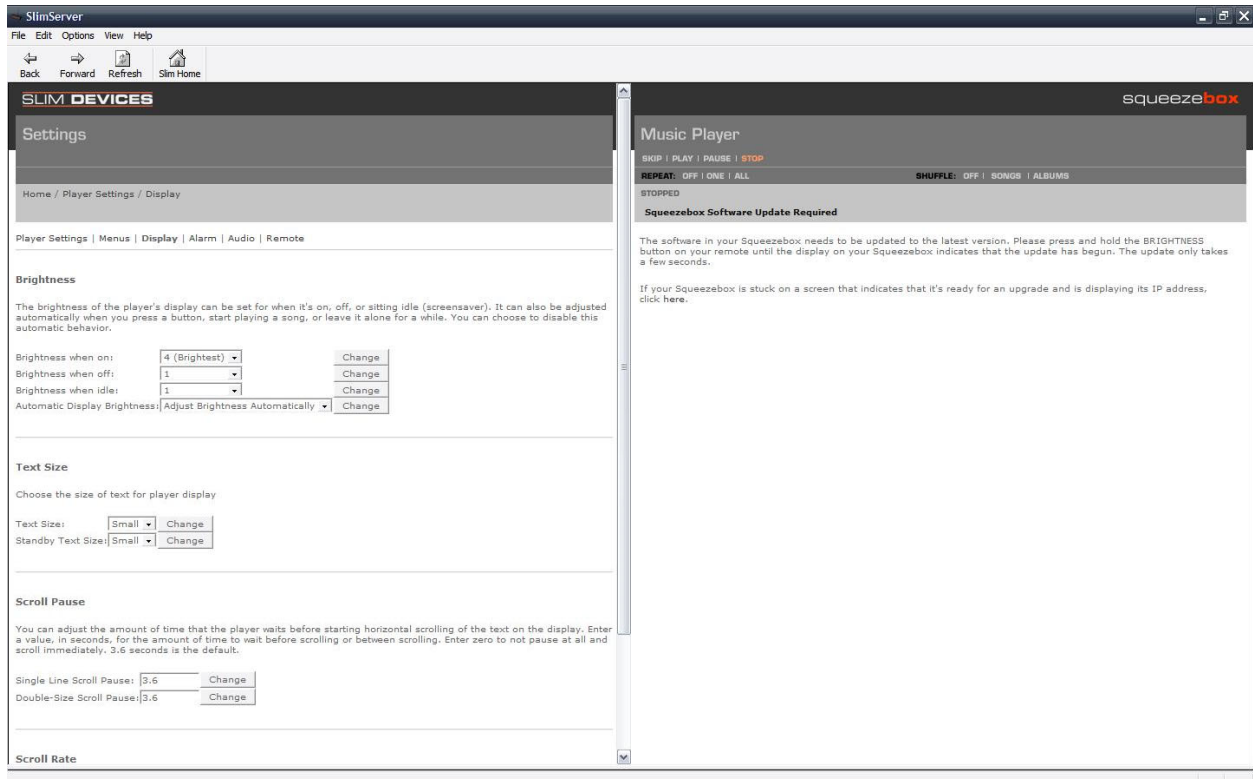 SlimServer
File Edit Options View Help
Back Forward Refresh Slim Home
SLIM DEVICES
Settings
Home / Player Settings / Display
Player Settings | Menus | Display | Alarm | Audio | Remote
Brightness
The brightness of the player's display can be set for when it's on, off, or sitting idle (screensaver). It can also be adjusted
automatically when you press a button, start playing a song, or leave it alone for a while. You can choose to disable this
automatic behavior.
Brightness when on: 4 (Brightest) Change
Brightness when off: 1 Change
Brightness when idle: 1 Change
Automatic Display Brightness: Adjust Brightness Automatically Change
Text Size
Choose the size of text for player display
Text Size: Small Change
Standby Text Size: Small Change
Scroll Pause
You can adjust the amount of time that the player waits before starting horizontal scrolling of the text on the display. Enter
a value, in seconds, for the amount of time to wait before scrolling or between scrolling. Enter zero to not pause at all and
scroll immediately. 3.6 seconds is the default.
Single Line Scroll Pause: 3.6 Change
Double-Size Scroll Pause: 3.6 Change
Scroll Rate
squeezebox
Music Player
SKIP | PLAY | PAUSE | STOP
REPEAT: OFF | ONE | ALL SHUFFLE: OFF | SONGS | ALBUMS
STOPPED
Squeezebox Software Update Required
The software in your Squeezebox needs to be updated to the latest version. Please press and hold the BRIGHTNESS
button on your remote until the display on your Squeezebox indicates that the update has begun. The update only takes
a few seconds.
If your Squeezebox is stuck on a screen that indicates that it's ready for an upgrade and is displaying its IP address,
click here.